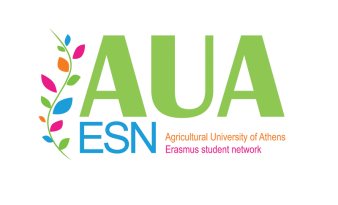 AUA
ESN
Agricultural University of Athens
Erasmus student network